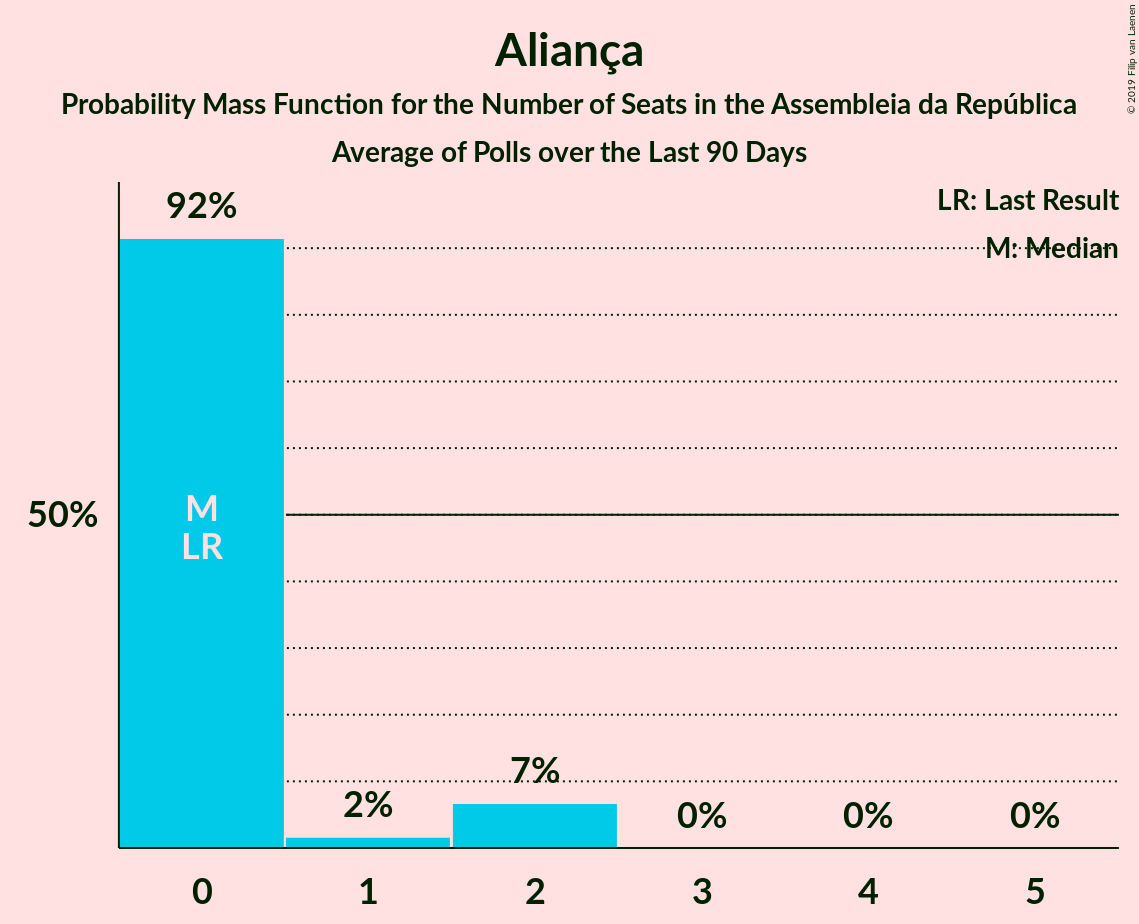 Aliança
Probability Mass Function for the Number of Seats in the Assembleia da República
Average of Polls over the Last 90 Days
© 2019 Filip van Laenen
LR: Last Result
M: Median
92%
50%
M
LR
2%
7%
0%
0%
0%
0 1 2 3 4 5